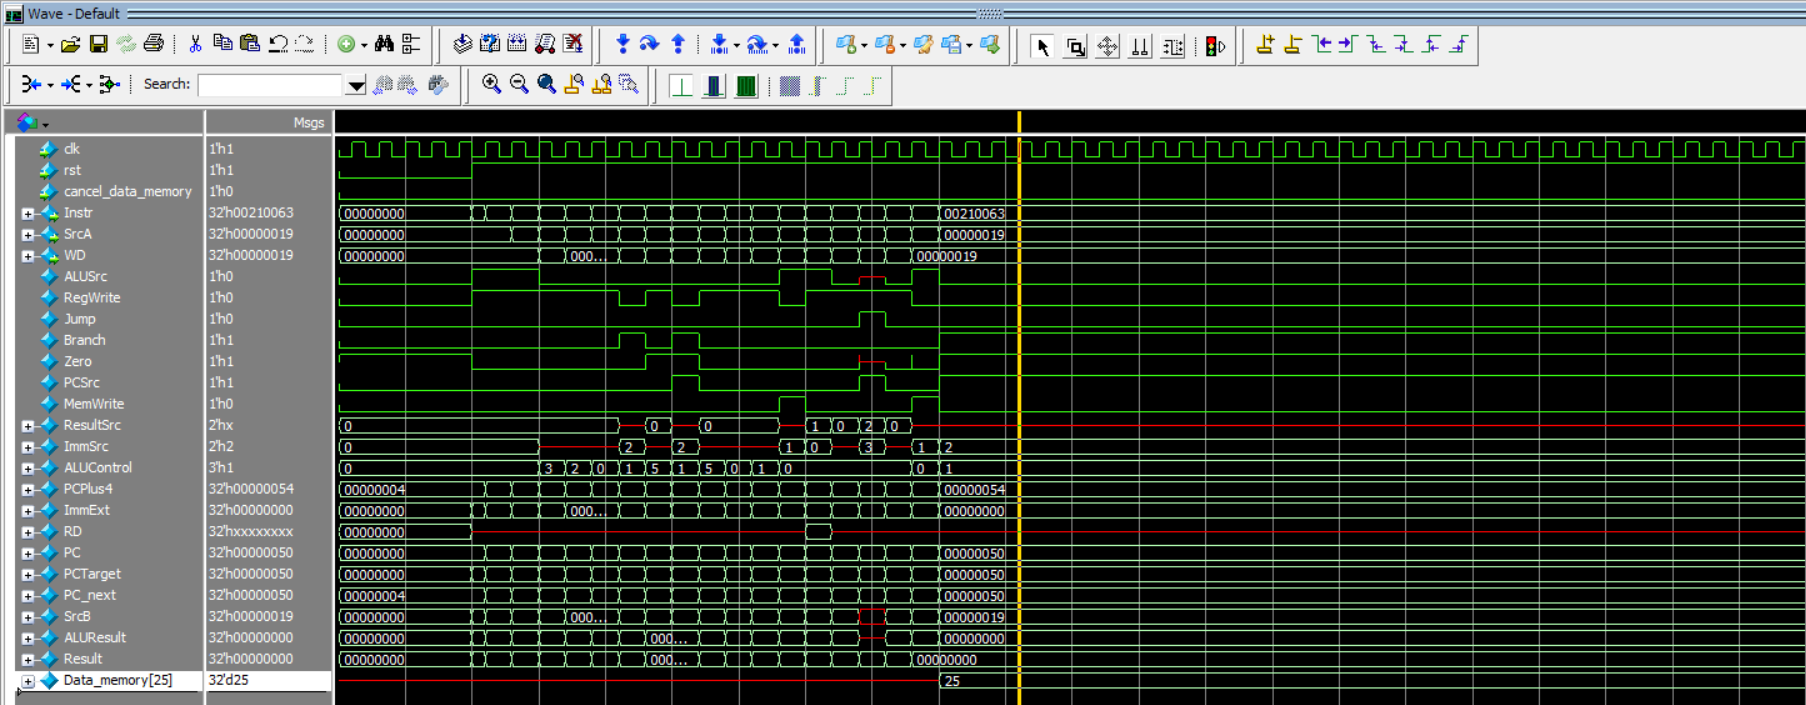 Wave - Default
Search:
Msgs
clk 1'h1
rst 1'h1
cancel_data_memory 1'h0
Instr 32'h00210063 00000000 00210063
SrcA 32'h00000019 00000000 00000019
WD 32'h00000019 00000000 000... 00000019
ALUSrc 1'h0
RegWrite 1'h0
Jump 1'h0
Branch 1'h1
Zero 1'h1
PCSrc 1'h1
MemWrite 1'h0
ResultSrc 2'hx 0 0 0 1 0 2 0
ImmSrc 2'h2 0 2 2 1 0 3 1 2
ALUControl 3'h1 0 3 2 0 1 5 1 5 0 1 0 0 1
PCPlus4 32'h00000054 00000004 00000054
ImmExt 32'h00000000 00000000 000... 00000000
RD 32'hxxxxxxxx 00000000
PC 32'h00000050 00000000 00000050
PCTarget 32'h00000050 00000000 00000050
PC_next 32'h00000050 00000004 00000050
SrcB 32'h00000019 00000000 000... 00000019
ALUResult 32'h00000000 00000000 000... 00000000
Result 32'h00000000 00000000 000... 00000000
Data_memory[25] 32'd25 25